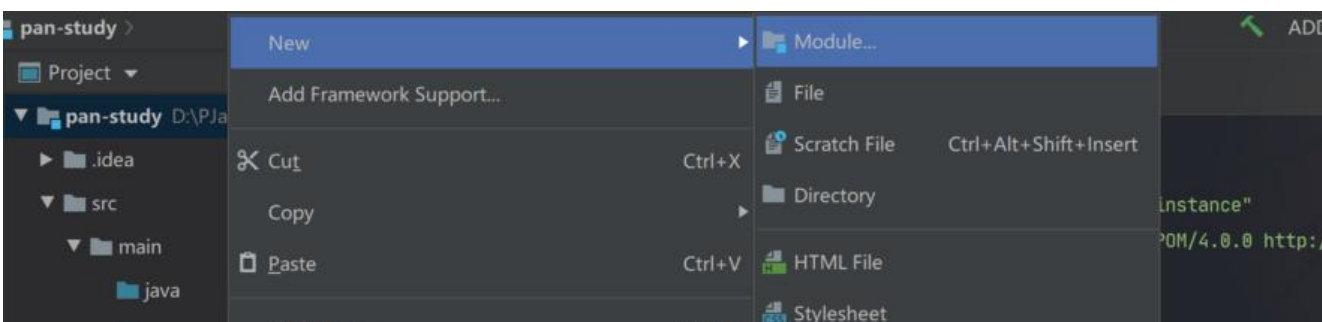 pan-study
ADD
Project
New
Module...
Add Framework Support...
File
pan-study D:\PJa
Scratch File Ctrl+Alt+Shift+Insert
.idea
Cut Ctrl+X
Directory
src
Copy
instance"
main
POM/4.0.0 http:/
Paste Ctrl+V
HTML File
java
Stylesheet